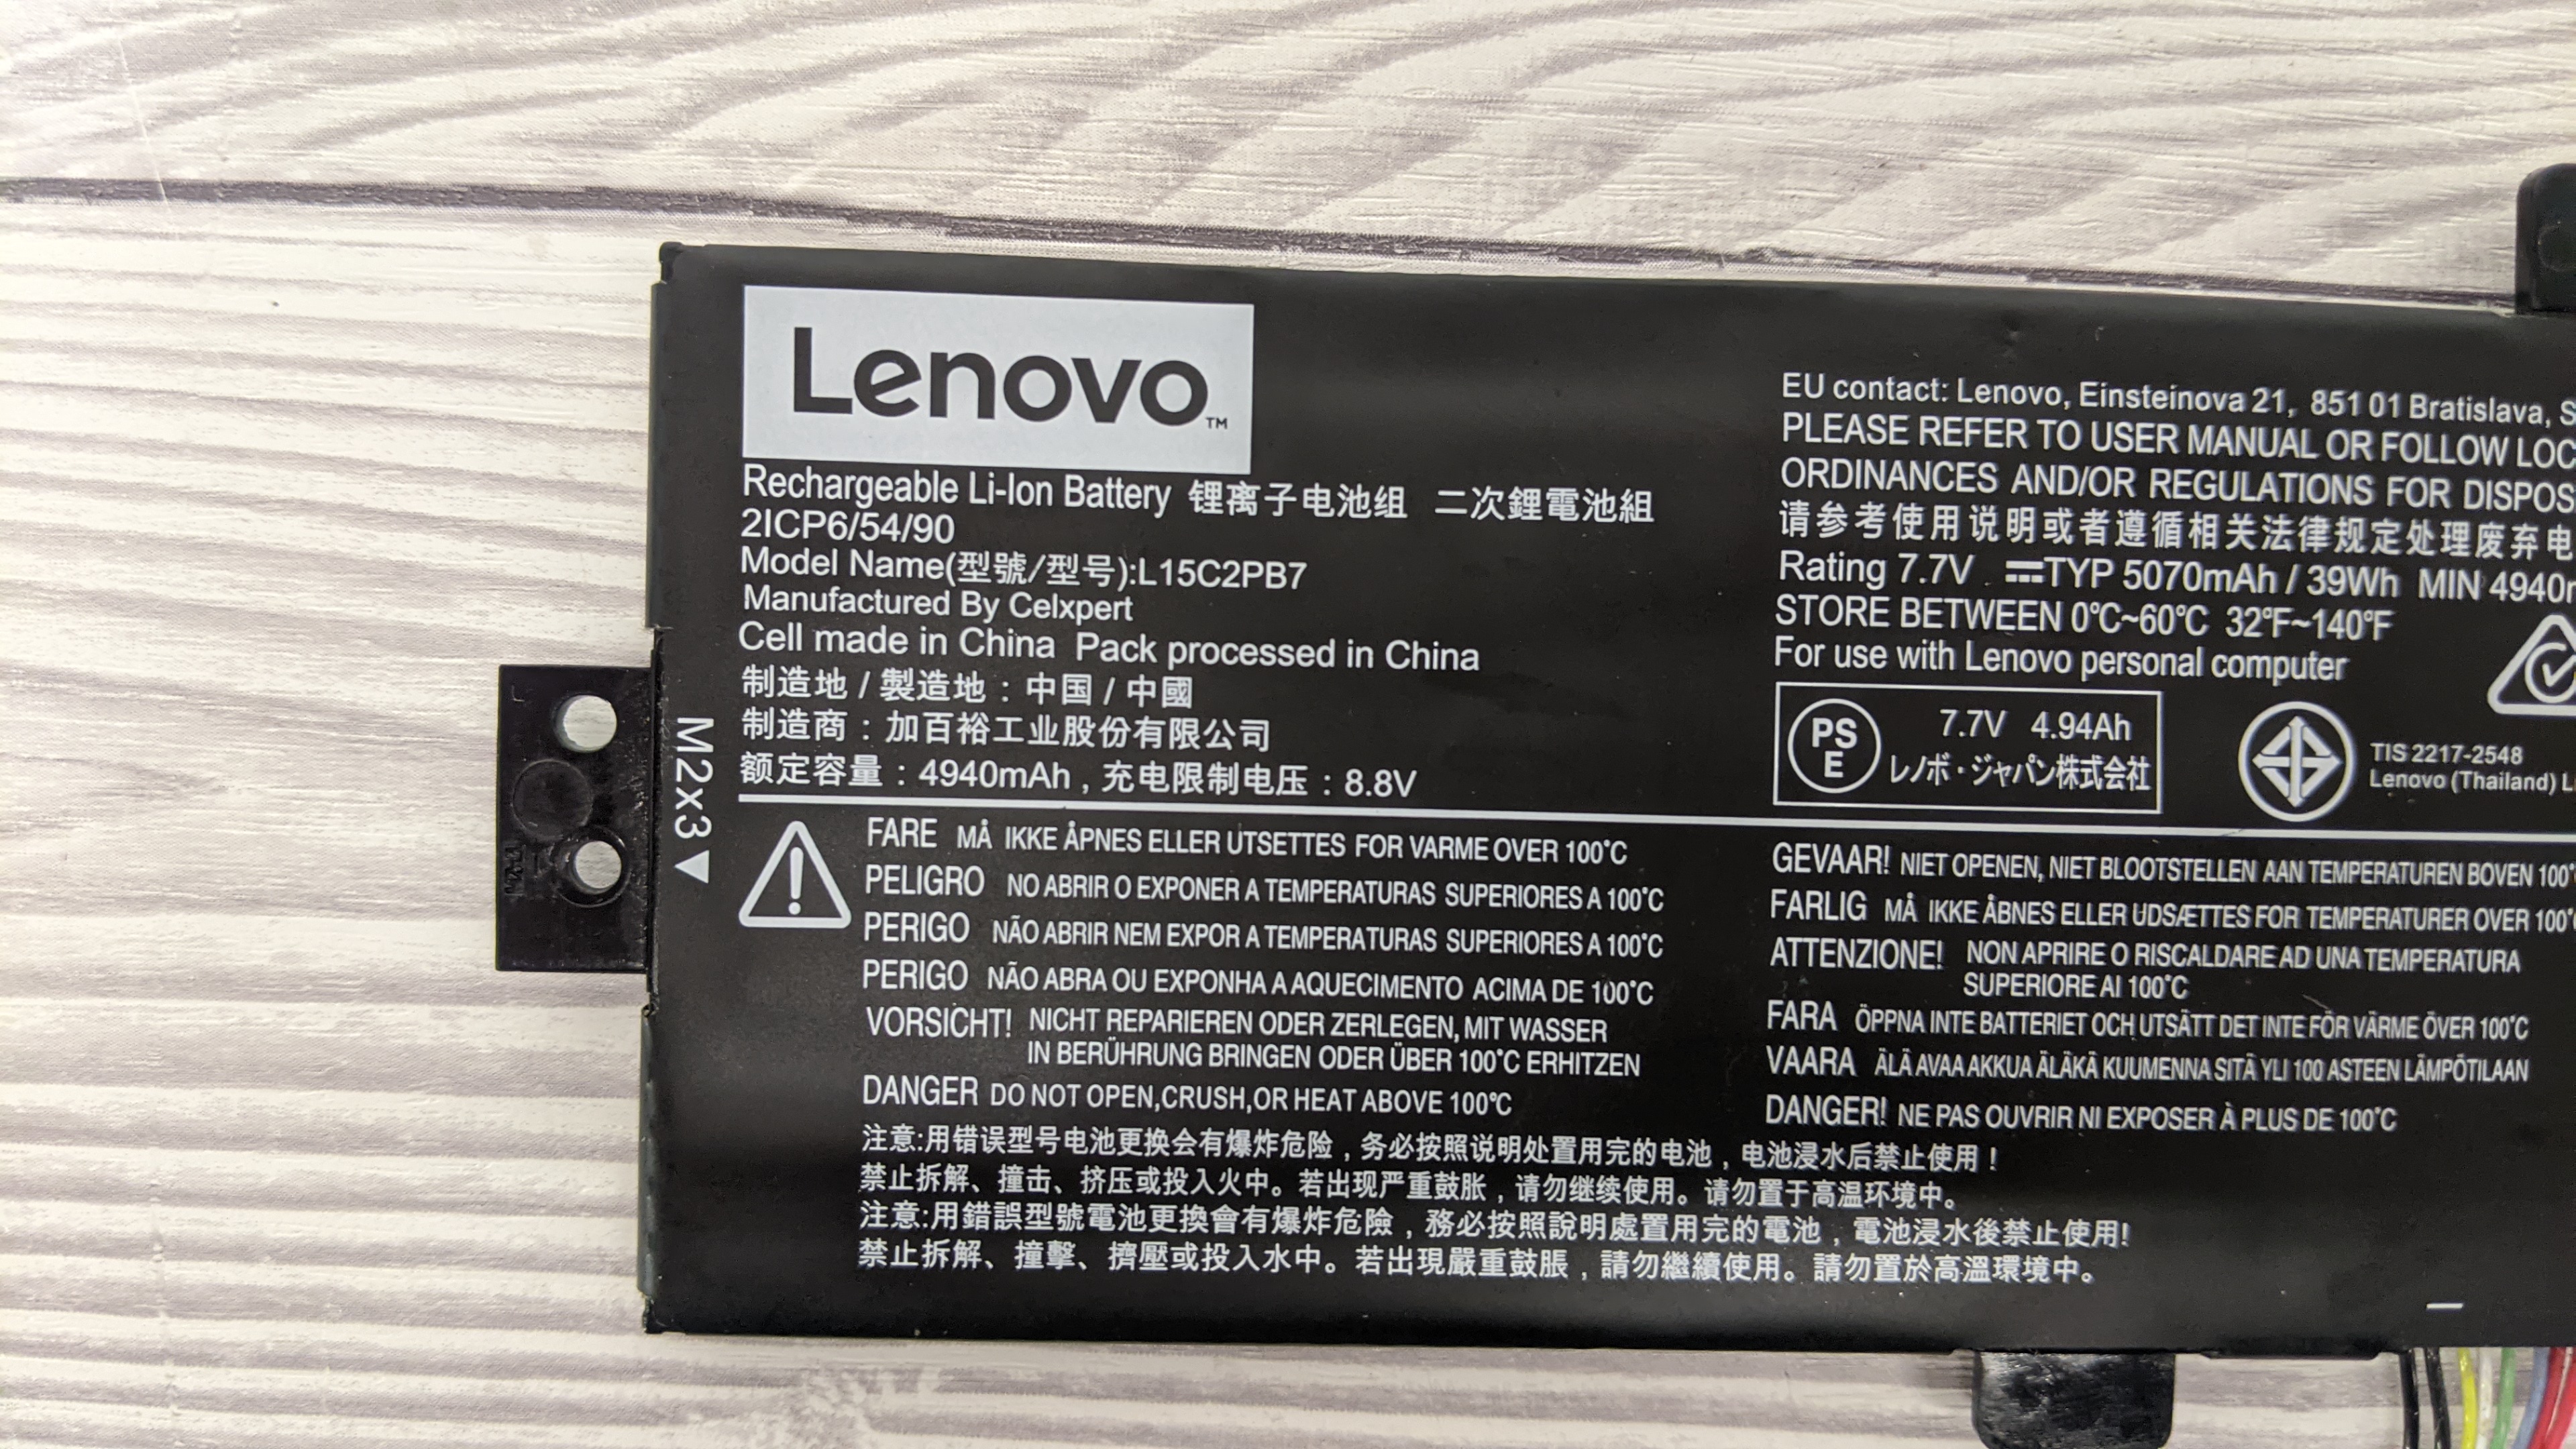 Lenovo™
Rechargeable Li-Ion Battery 锂离子电池组 二次鋰電池組
2ICP6/54/90
Model Name(型號/型号):L15C2PB7
Manufactured By Celxpert
Cell made in China Pack processed in China
制造地 / 製造地：中国 / 中國
制造商：加百裕工业股份有限公司
额定容量：4940mAh , 充电限制电压：8.8V
M2x3
EU contact: Lenovo, Einsteinova 21, 851 01 Bratislava, S
PLEASE REFER TO USER MANUAL OR FOLLOW LOC
ORDINANCES AND/OR REGULATIONS FOR DISPOS
请参考使用说明或者遵循相关法律规定处理废弃电
Rating 7.7V ⎓TYP 5070mAh / 39Wh MIN 4940m
STORE BETWEEN 0℃~60℃ 32℉~140℉
For use with Lenovo personal computer
PS
E
7.7V 4.94Ah
レノボ・ジャパン株式会社
TIS 2217-2548
Lenovo (Thailand) L
FARE MÅ IKKE ÅPNES ELLER UTSETTES FOR VARME OVER 100°C
PELIGRO NO ABRIR O EXPONER A TEMPERATURAS SUPERIORES A 100°C
PERIGO NÃO ABRIR NEM EXPOR A TEMPERATURAS SUPERIORES A 100°C
PERIGO NÃO ABRA OU EXPONHA A AQUECIMENTO ACIMA DE 100°C
VORSICHT! NICHT REPARIEREN ODER ZERLEGEN, MIT WASSER
IN BERÜHRUNG BRINGEN ODER ÜBER 100°C ERHITZEN
DANGER DO NOT OPEN,CRUSH,OR HEAT ABOVE 100℃
GEVAAR! NIET OPENEN, NIET BLOOTSTELLEN AAN TEMPERATUREN BOVEN 100°
FARLIG MÅ IKKE ÅBNES ELLER UDSÆTTES FOR TEMPERATURER OVER 100°
ATTENZIONE! NON APRIRE O RISCALDARE AD UNA TEMPERATURA
SUPERIORE AI 100°C
FARA ÖPPNA INTE BATTERIET OCH UTSÄTT DET INTE FÖR VÄRME ÖVER 100°C
VAARA ÄLÄ AVAA AKKUA ÄLÄKÄ KUUMENNA SITÄ YLI 100 ASTEEN LÄMPÖTILAAN
DANGER! NE PAS OUVRIR NI EXPOSER À PLUS DE 100°C
注意:用错误型号电池更换会有爆炸危险，务必按照说明处置用完的电池，电池浸水后禁止使用！
禁止拆解、撞击、挤压或投入火中。若出现严重鼓胀，请勿继续使用。请勿置于高温环境中。
注意:用錯誤型號電池更換會有爆炸危險，務必按照說明處置用完的電池，電池浸水後禁止使用!
禁止拆解、撞擊、擠壓或投入水中。若出現嚴重鼓脹，請勿繼續使用。請勿置於高溫環境中。